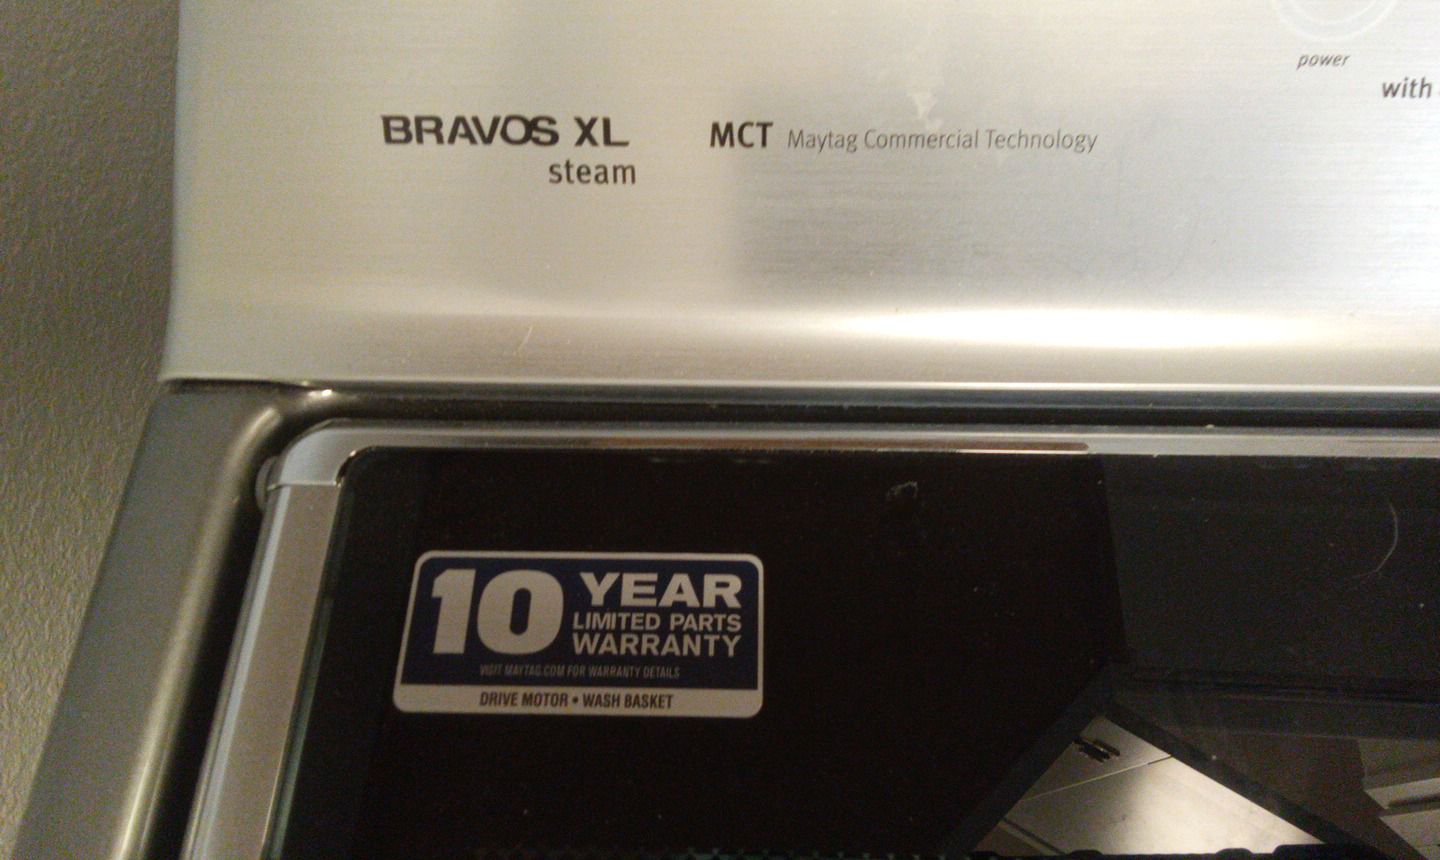 power
with
BRAVOS XL
steam
MCT Maytag Commercial Technology
10 YEAR
LIMITED PARTS
WARRANTY
VISIT MAYTAG.COM FOR WARRANTY DETAILS
DRIVE MOTOR • WASH BASKET